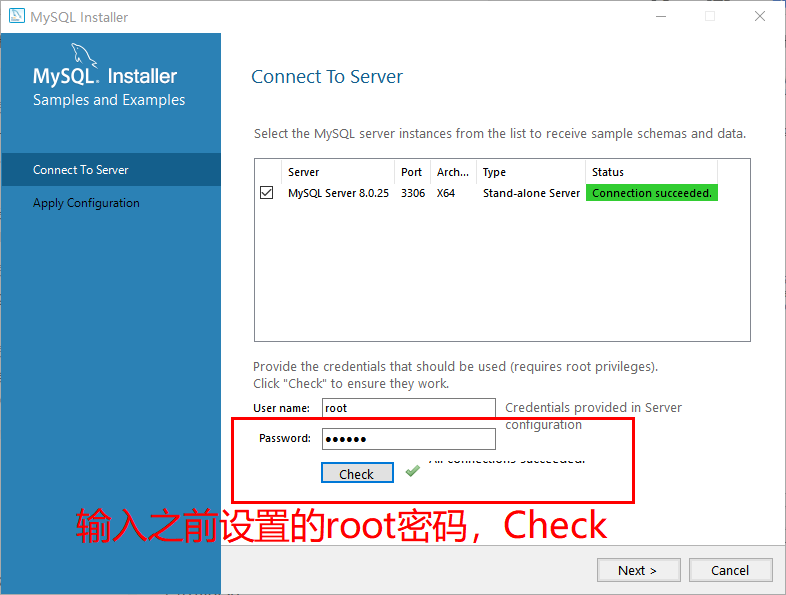 MySQL Installer
MySQL. Installer
Samples and Examples
Connect To Server
Apply Configuration
Connect To Server
Select the MySQL server instances from the list to receive sample schemas and data.
Server Port Arch... Type Status
MySQL Server 8.0.25 3306 X64 Stand-alone Server Connection succeeded.
Provide the credentials that should be used (requires root privileges).
Click "Check" to ensure they work.
User name: root Credentials provided in Server
configuration
Password: ●●●●●●
Check All connections succeeded.
输入之前设置的root密码，Check
Next > Cancel